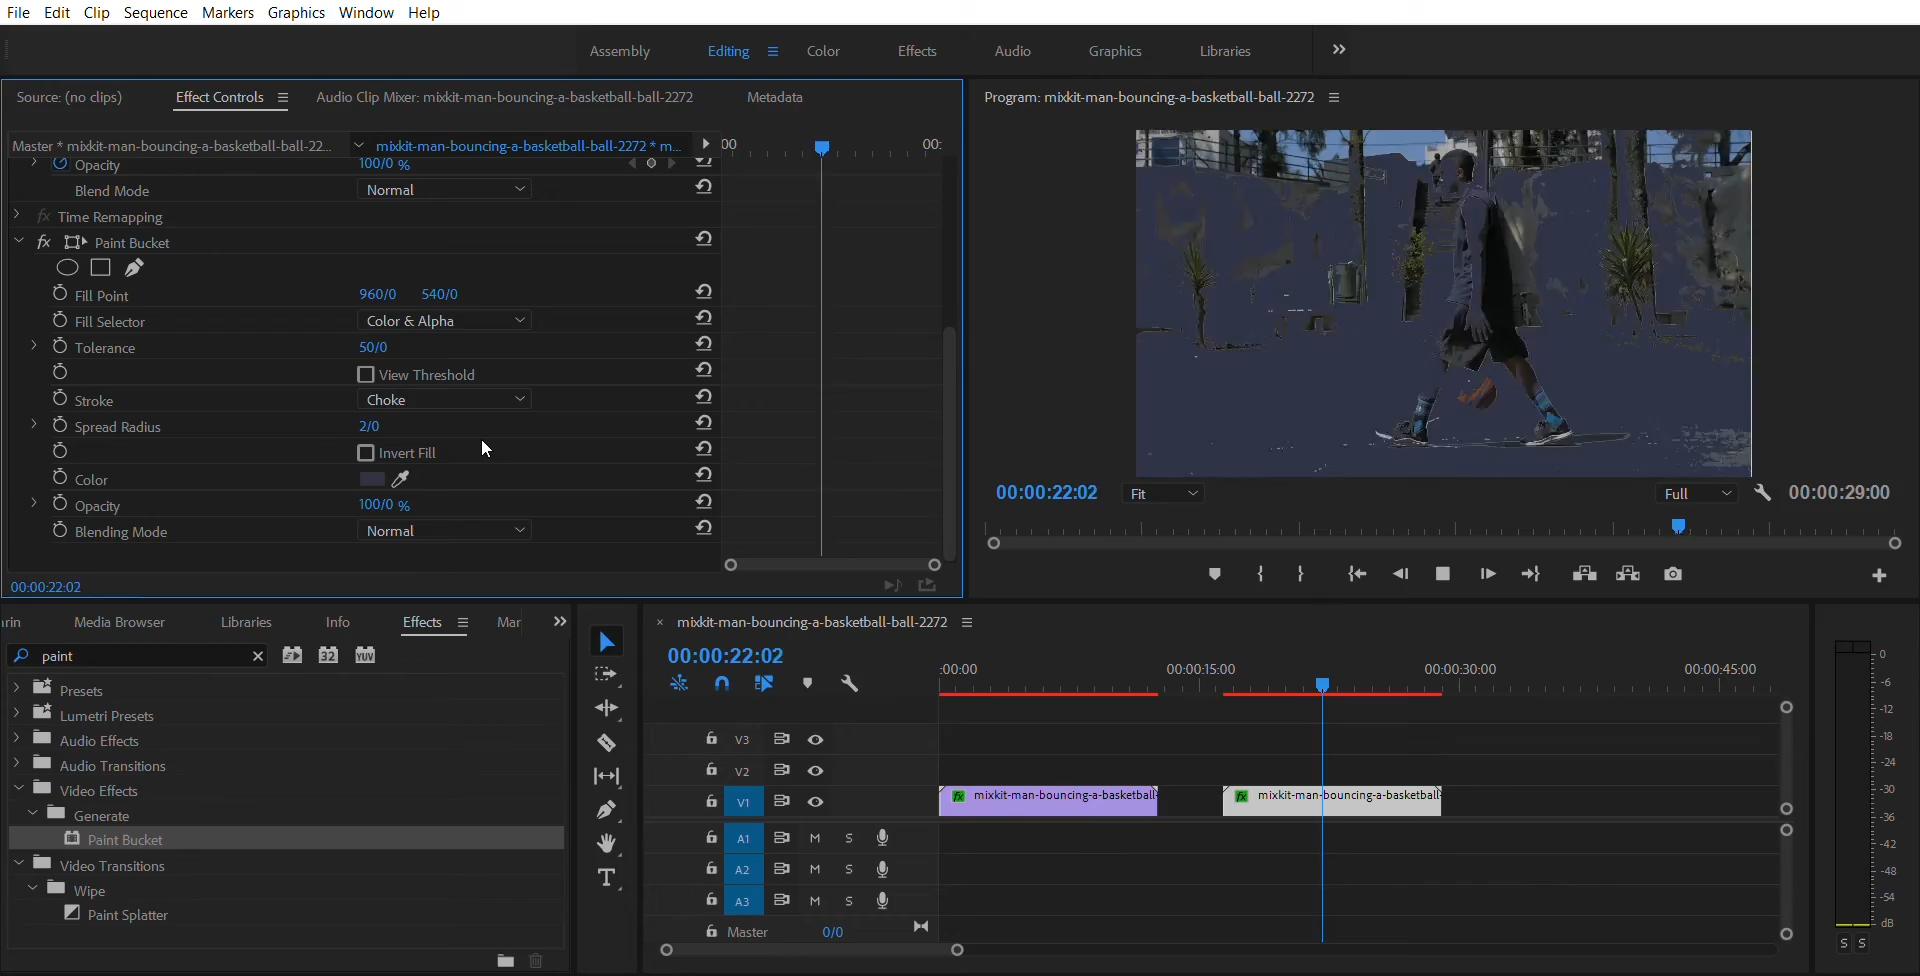 File Edit Clip Sequence Markers Graphics Window Help
Assembly Editing Color Effects Audio Graphics Libraries
Source: (no clips) Effect Controls Audio Clip Mixer: mixkit-man-bouncing-a-basketball-ball-2272 Metadata
Program: mixkit-man-bouncing-a-basketball-ball-2272
Master * mixkit-man-bouncing-a-basketball-ball-22... mixkit-man-bouncing-a-basketball-ball-2272 * m...
00 00:
Opacity 100/0 %
Blend Mode Normal
fx Time Remapping
fx Paint Bucket
Fill Point 960/0 540/0
Fill Selector Color & Alpha
Tolerance 50/0
View Threshold
Stroke Choke
Spread Radius 2/0
Invert Fill
Color
Opacity 100/0 %
Blending Mode Normal
00:00:22:02
00:00:22:02 Fit Full 00:00:29:00
arin Media Browser Libraries Info Effects Mar
paint 32 YUV
Presets
Lumetri Presets
Audio Effects
Audio Transitions
Video Effects
Generate
Paint Bucket
Video Transitions
Wipe
Paint Splatter
T
× mixkit-man-bouncing-a-basketball-ball-2272
00:00:22:02
:00:00 00:00:15:00 00:00:30:00 00:00:45:00
V3
V2
V1
fx mixkit-man-bouncing-a-basketball- fx mixkit-man-bouncing-a-basketball-
A1 M S
A2 M S
A3 M S
Master 0/0
0
-6
-12
-18
-24
-30
-36
-42
-48
-54
dB
S S